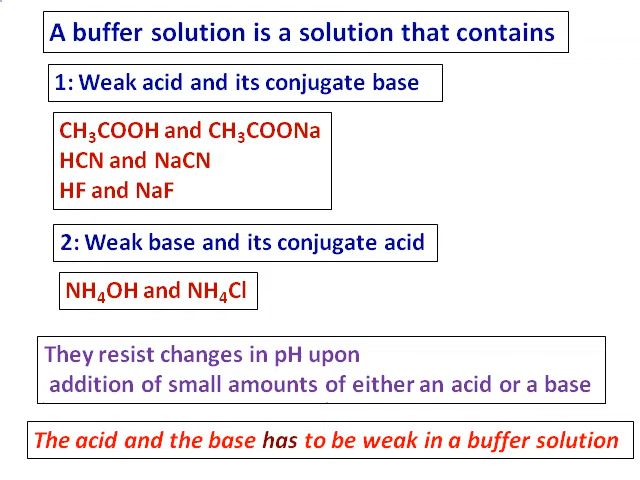 A buffer solution is a solution that contains
1: Weak acid and its conjugate base
CH₃COOH and CH₃COONa
HCN and NaCN
HF and NaF
2: Weak base and its conjugate acid
NH₄OH and NH₄Cl
They resist changes in pH upon
addition of small amounts of either an acid or a base
The acid and the base has to be weak in a buffer solution